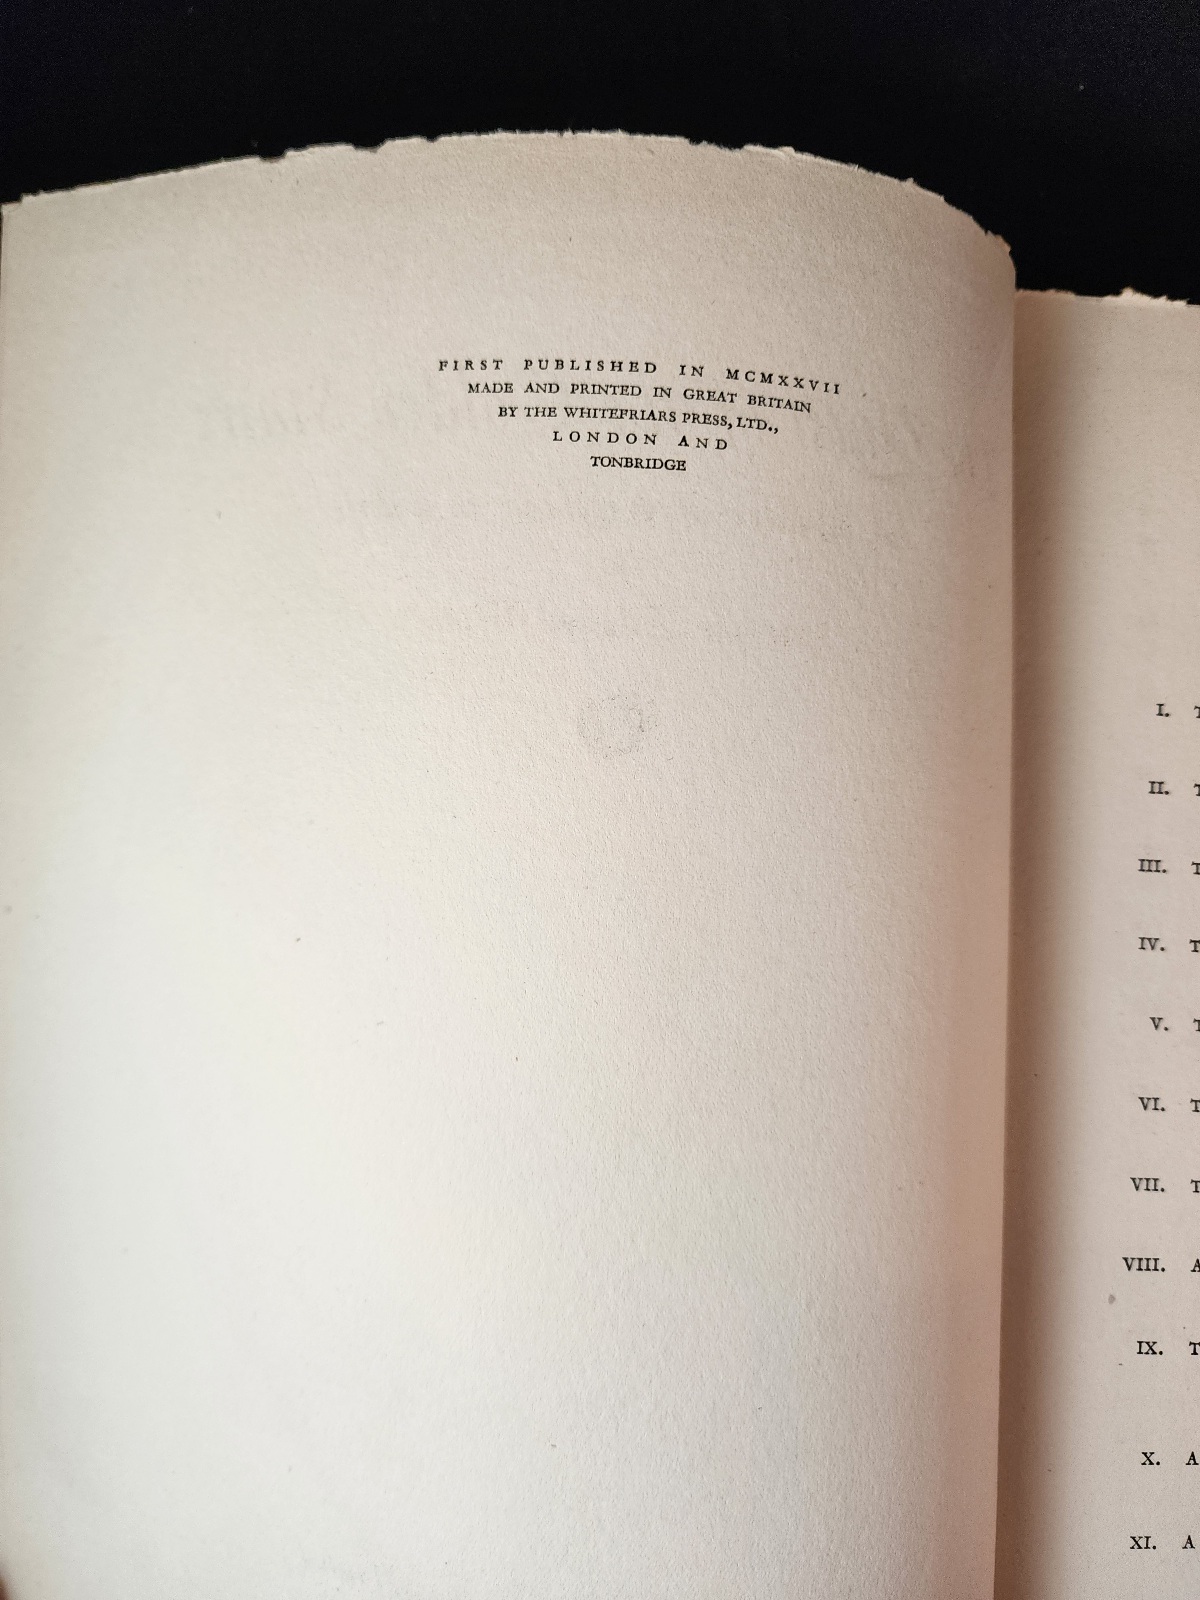 FIRST PUBLISHED IN MCMXXVII
MADE AND PRINTED IN GREAT BRITAIN
BY THE WHITEFRIARS PRESS, LTD.,
LONDON AND
TONBRIDGE
I. T
II. T
III. T
IV. T
V. T
VI. T
VII. T
VIII. A
IX. T
X. A
XI. A